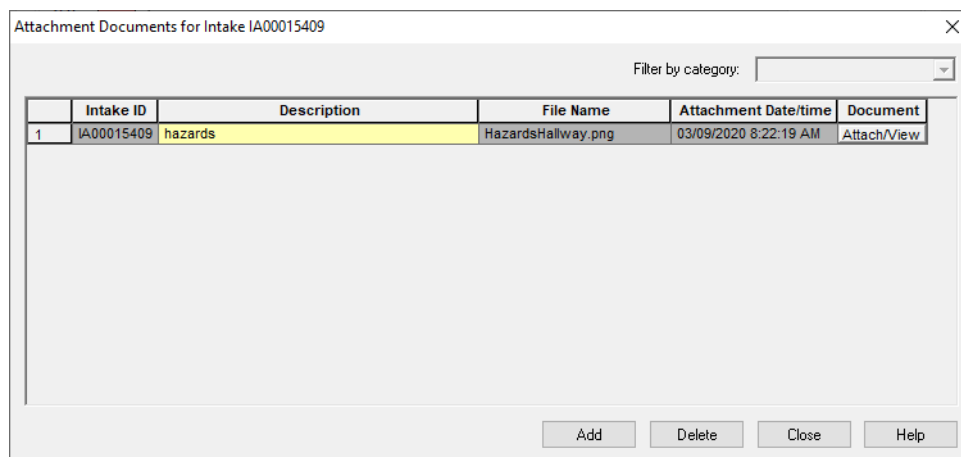 Attachment Documents for Intake IA00015409
Filter by category:
Intake ID Description File Name Attachment Date/time Document
1 IA00015409 hazards HazardsHallway.png 03/09/2020 8:22:19 AM Attach/View
Add Delete Close Help